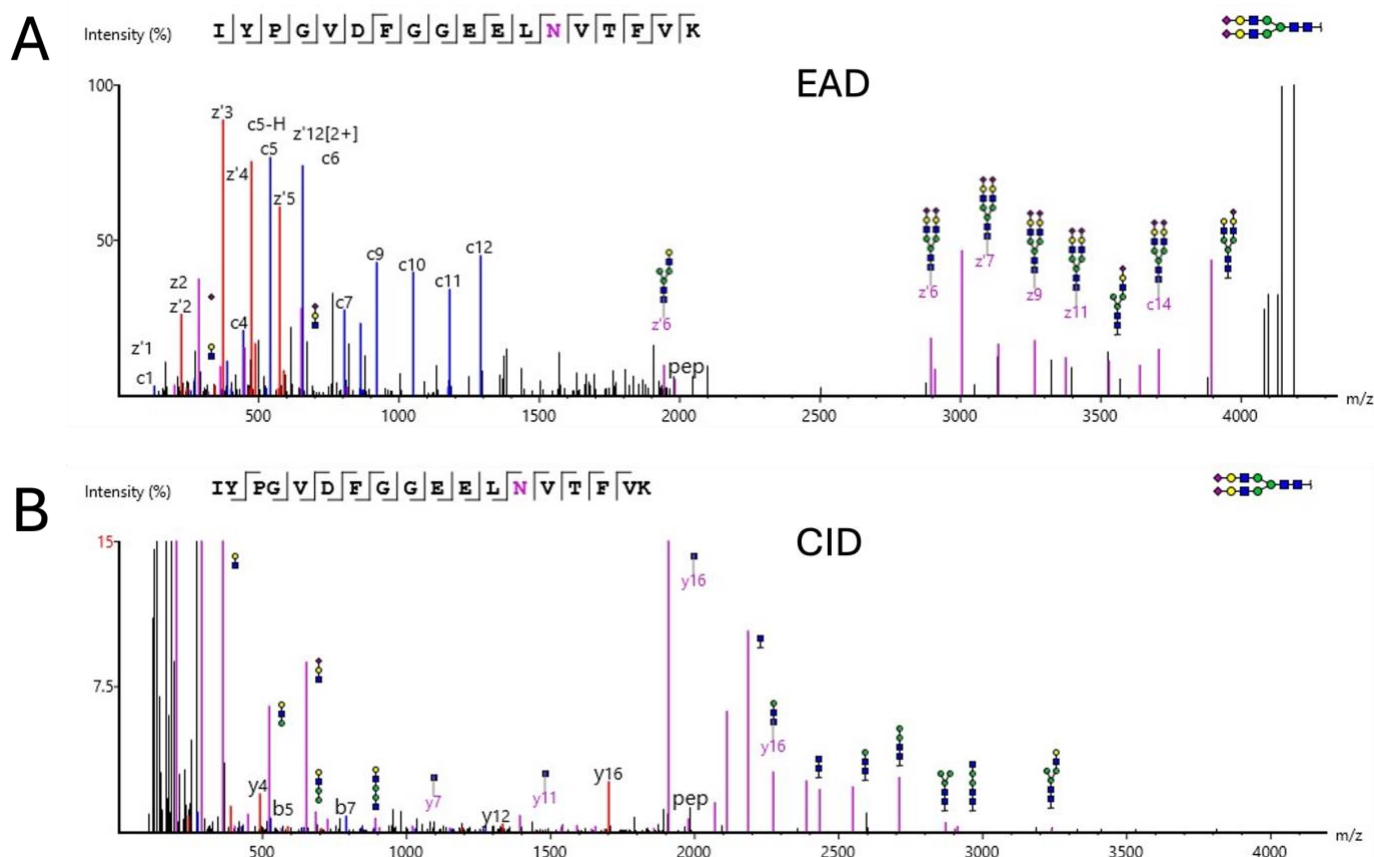 A
Intensity (%)
I Y P G V D F G G E E L N V T F V K
EAD
100
50
z'3
c5-H
z'12[2+]
c5
c6
z'4
z'5
z2
z'2
c4
c7
c9
c10
c11
c12
z'1
c1
z'6
pep
z'6
z'7
z9
z11
c14
500
1000
1500
2000
2500
3000
3500
4000
m/z
B
Intensity (%)
IY P G V D F G G E E L N V T F VK
CID
15
7.5
y16
y16
y4
b5
b7
y7
y11
y12
y16
pep
500
1000
1500
2000
2500
3000
3500
4000
m/z